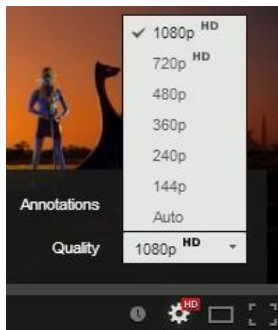 1080p HD
720p HD
480p
360p
240p
144p
Auto
Annotations
Quality 1080p HD
HD